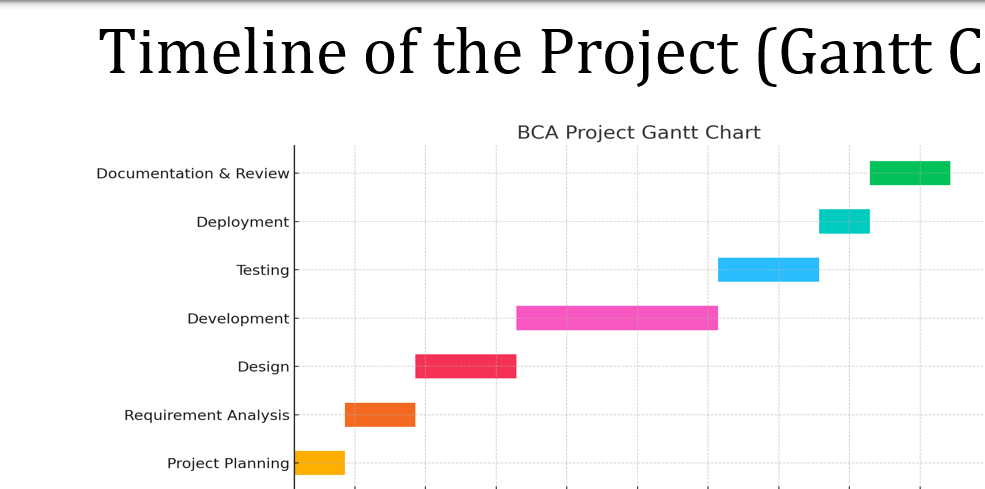 Timeline of the Project (Gantt
BCA Project Gantt Chart
Documentation & Review
Deployment
Testing
Development
Design
Requirement Analysis
Project Planning